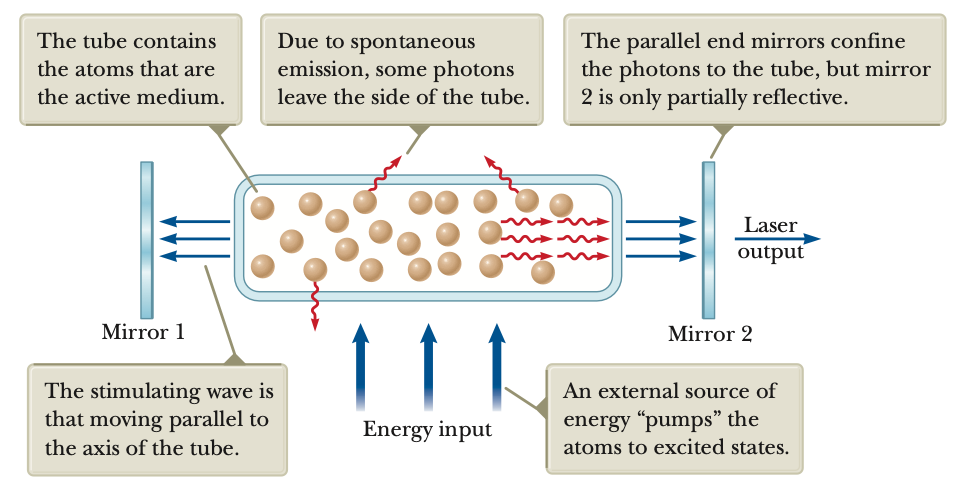 The tube contains
the atoms that are
the active medium.
Due to spontaneous
emission, some photons
leave the side of the tube.
The parallel end mirrors confine
the photons to the tube, but mirror
2 is only partially reflective.
Laser
output
Mirror 1
Mirror 2
The stimulating wave is
that moving parallel to
the axis of the tube.
Energy input
An external source of
energy “pumps” the
atoms to excited states.